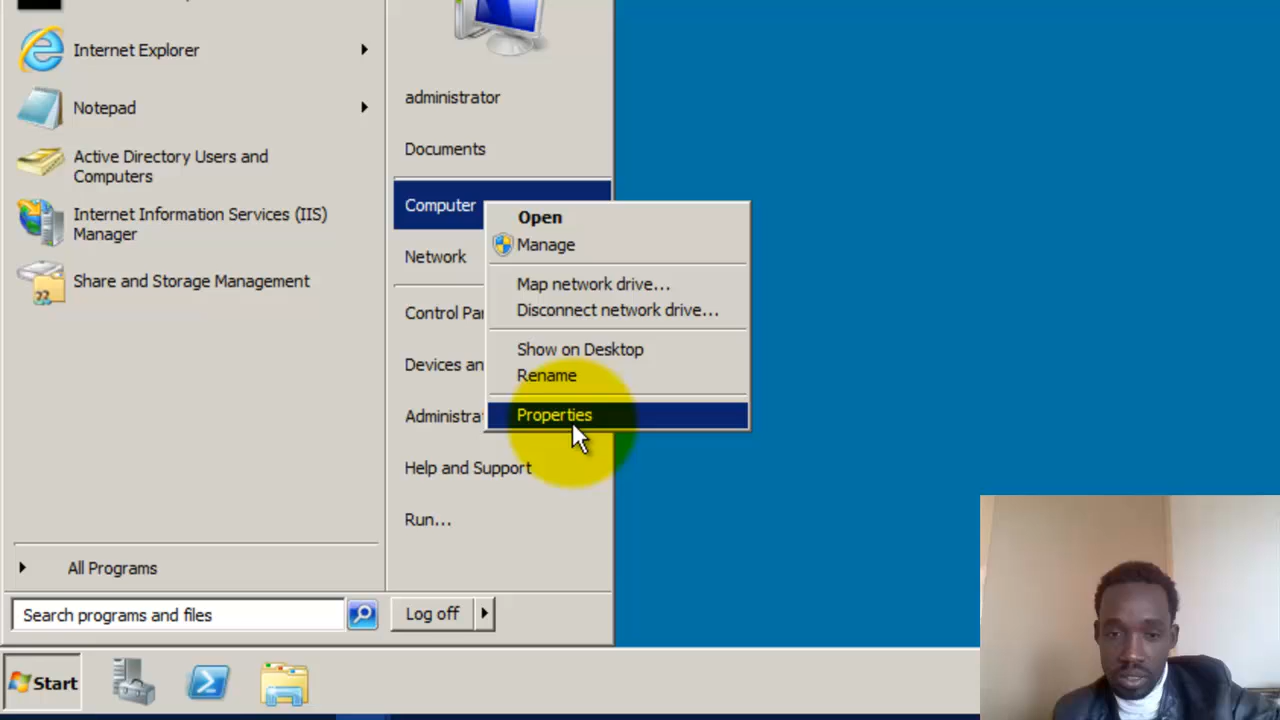 Internet Explorer
Notepad
Active Directory Users and
Computers
Internet Information Services (IIS)
Manager
Share and Storage Management
All Programs
Search programs and files
administrator
Documents
Computer
Network
Control Pa
Devices an
Administra
Help and Support
Run...
Log off
Open
Manage
Map network drive...
Disconnect network drive...
Show on Desktop
Rename
Properties
Start